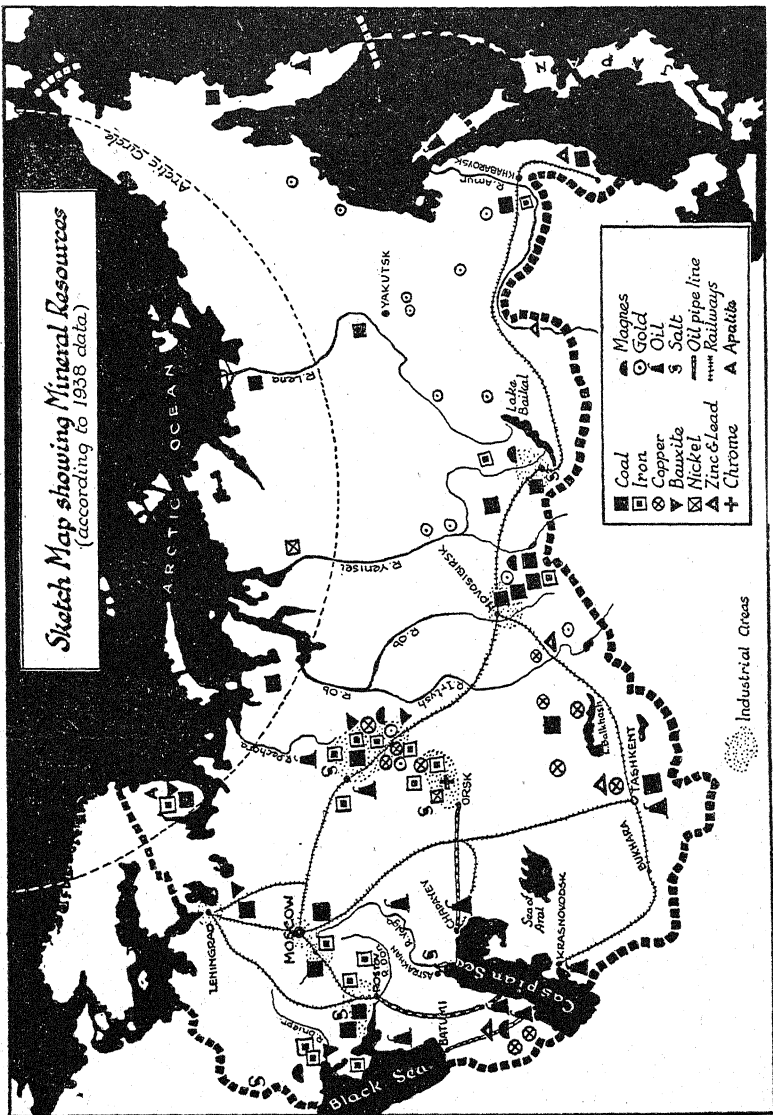 Sketch Map showing Mineral Resources
(according to 1938 data)
Arctic Circle
ARCTIC OCEAN
R. Lena
YAKUTSK
R. Amur
KHABAROVSK
Lake
Baikal
R. Yenisei
NOVOSIBIRSK
R. Ob
R. Ob
R. Irtysh
R. Pechora
L. Balkhash
TASHKENT
BUKHARA
ORSK
LENINGRAD
MOSCOW
R. Volga
CHAPAYEV
Sea of
Aral
KRASNOVODSK
ASTRAKHAN
ROSTOV
R. Don
R. Dniepr
BATUMI
Caspian Sea
Black Sea
Coal
Iron
Copper
Bauxite
Nickel
Zinc & Lead
Chrome
Magnes
Gold
Oil
Salt
Oil pipe line
Railways
Apatite
Industrial Areas